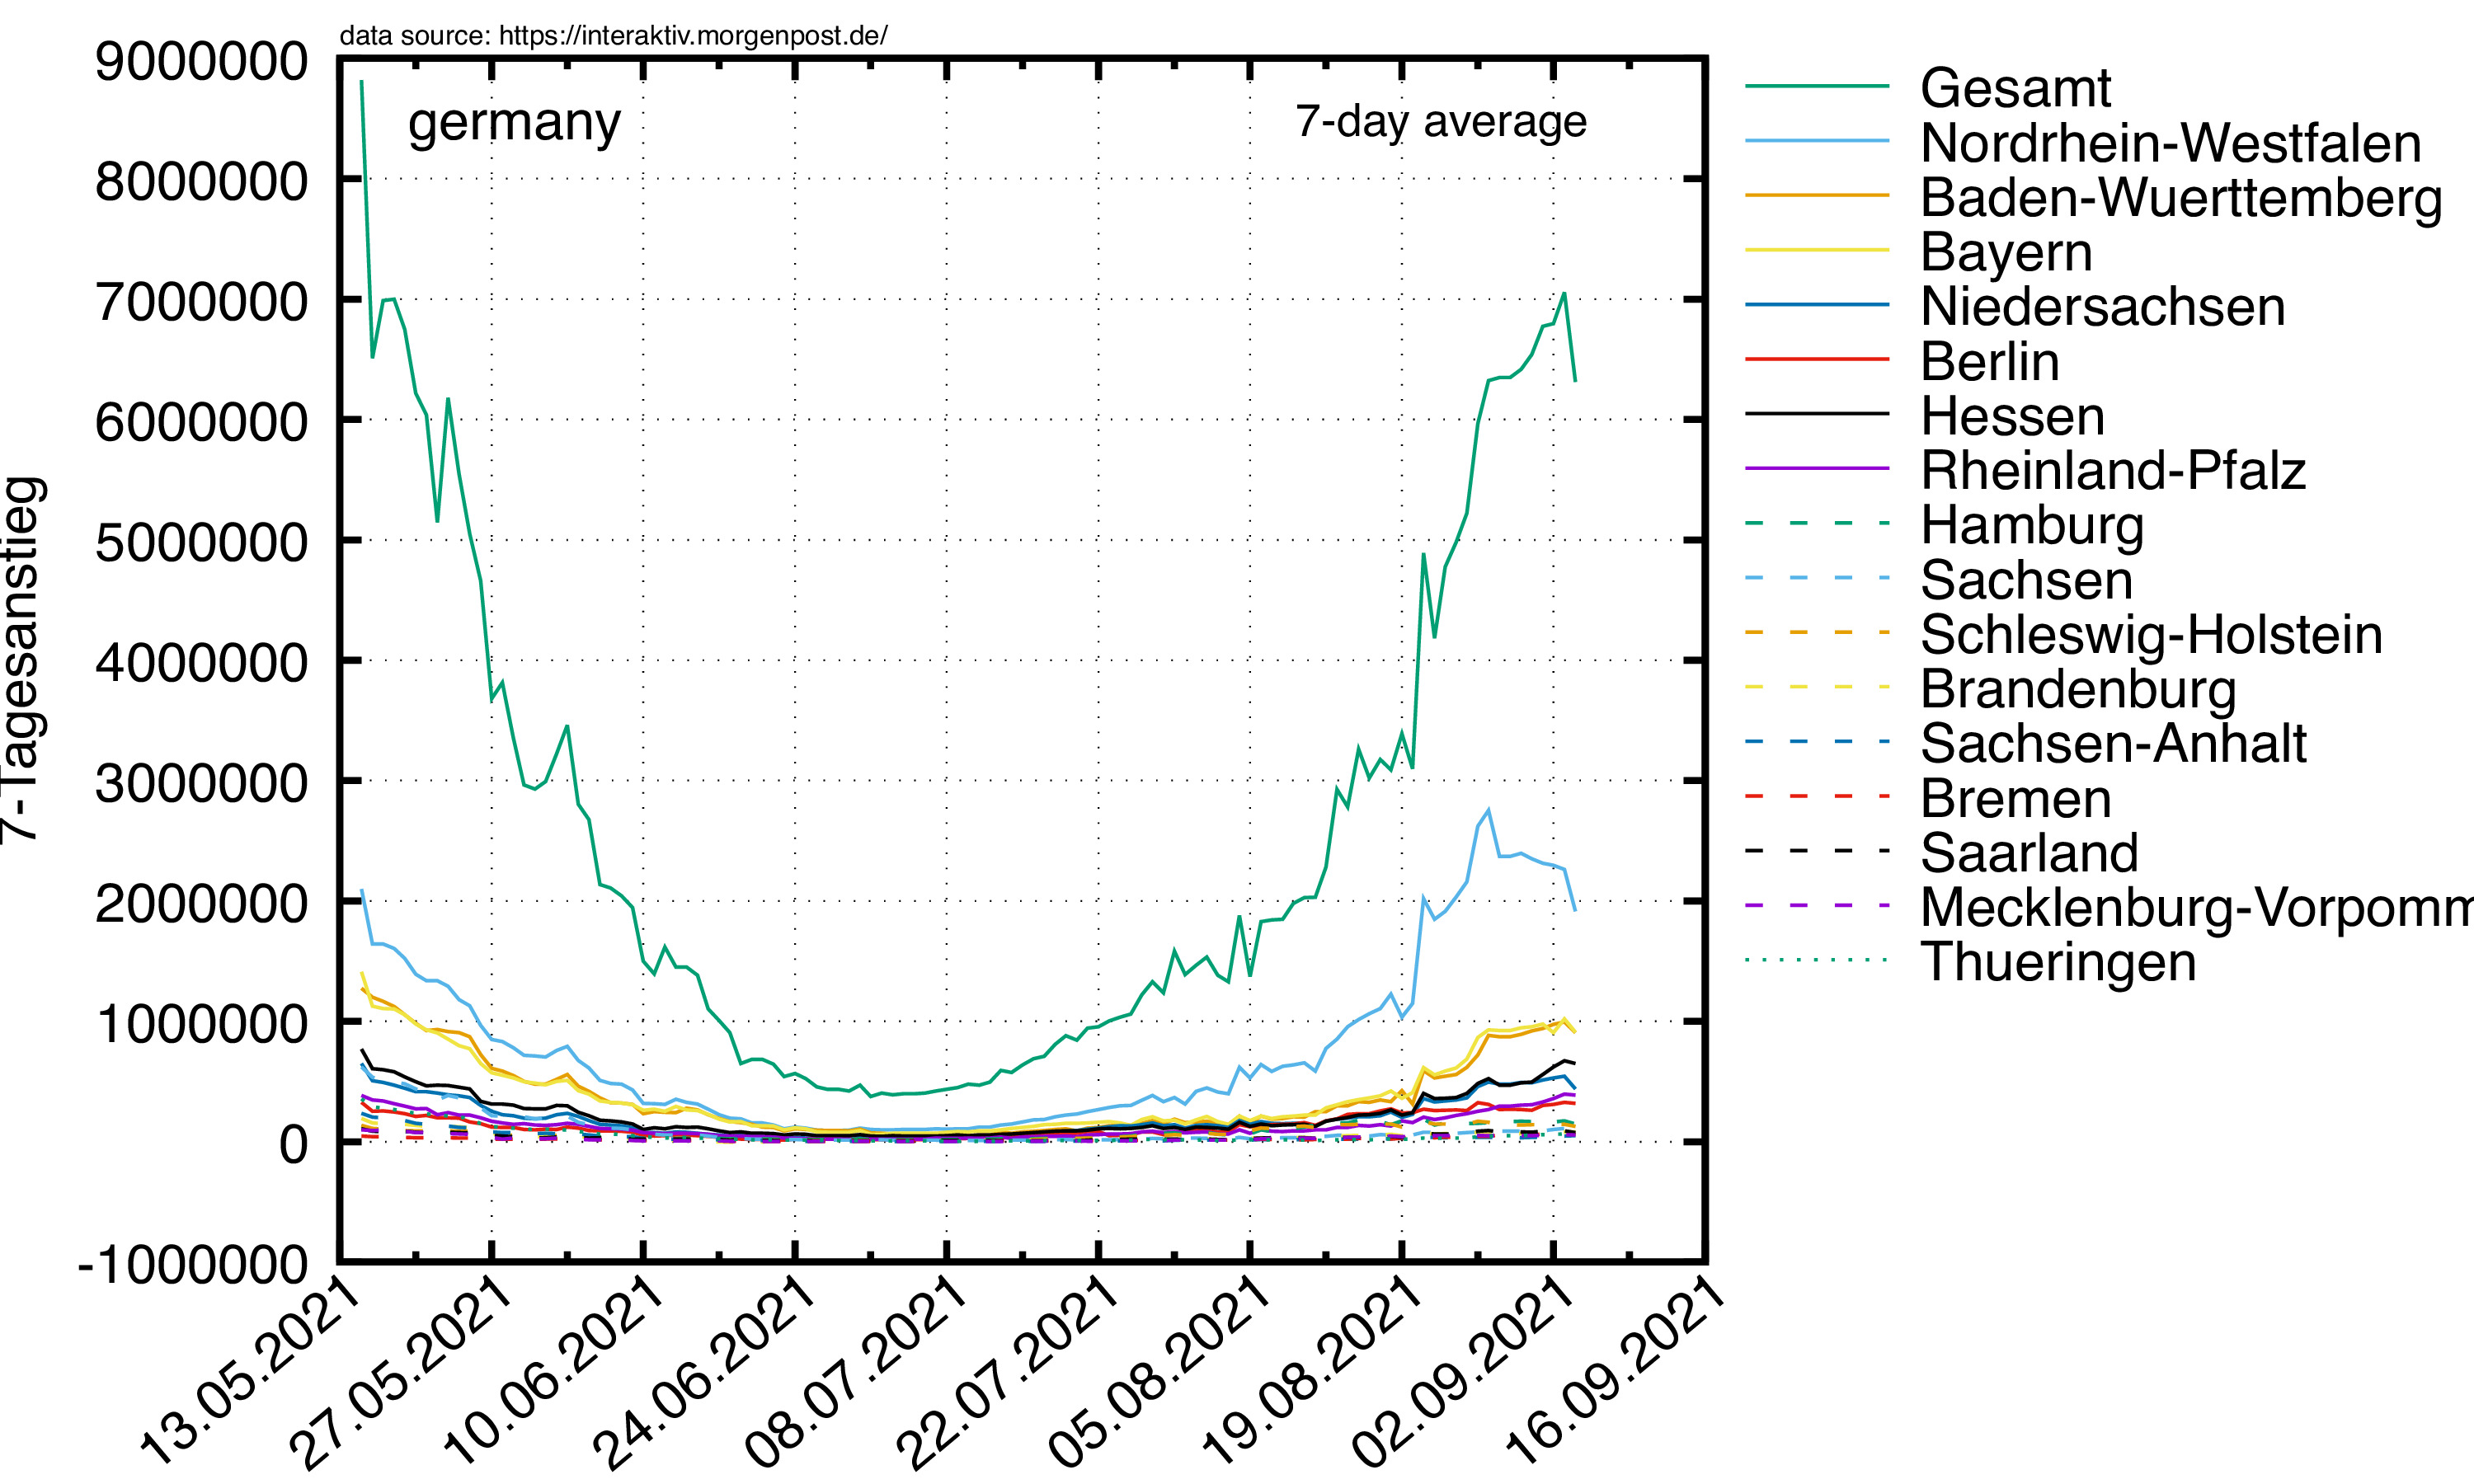 data source: https://interaktiv.morgenpost.de/
germany
7-day average
7-Tagesanstieg
9000000
8000000
7000000
6000000
5000000
4000000
3000000
2000000
1000000
0
-1000000
13.05.2021
27.05.2021
10.06.2021
24.06.2021
08.07.2021
22.07.2021
05.08.2021
19.08.2021
02.09.2021
16.09.2021
Gesamt
Nordrhein-Westfalen
Baden-Wuerttemberg
Bayern
Niedersachsen
Berlin
Hessen
Rheinland-Pfalz
Hamburg
Sachsen
Schleswig-Holstein
Brandenburg
Sachsen-Anhalt
Bremen
Saarland
Mecklenburg-Vorpomm
Thueringen